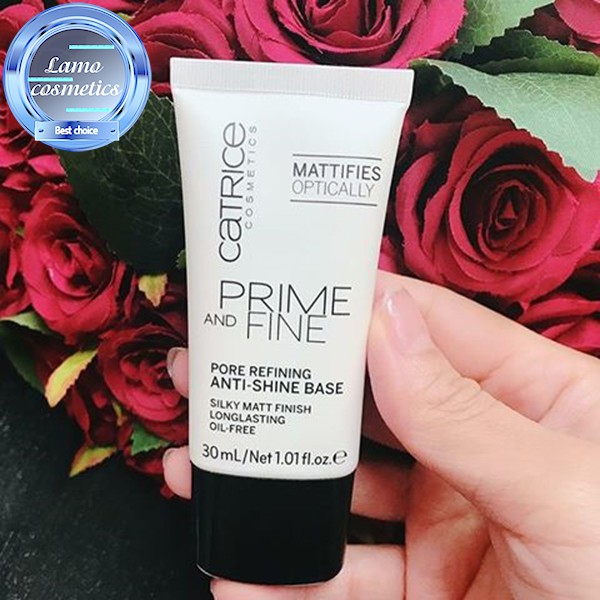 Lamo
cosmetics
Best choice
CATRICE
COSMETICS
MATTIFIES
OPTICALLY
PRIME
AND FINE
PORE REFINING
ANTI-SHINE BASE
SILKY MATT FINISH
LONGLASTING
OIL-FREE
30 mL/Net 1.01 fl.oz.℮